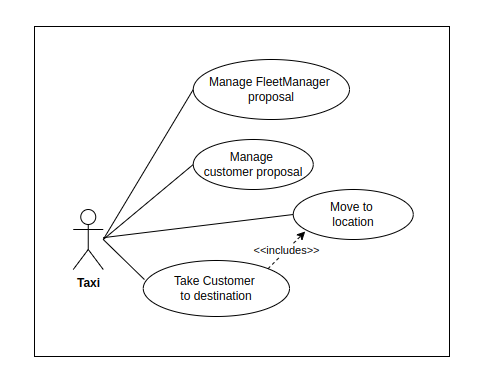 Manage FleetManager
proposal
Manage
customer proposal
Move to
location
<<includes>>
Taxi
Take Customer
to destination